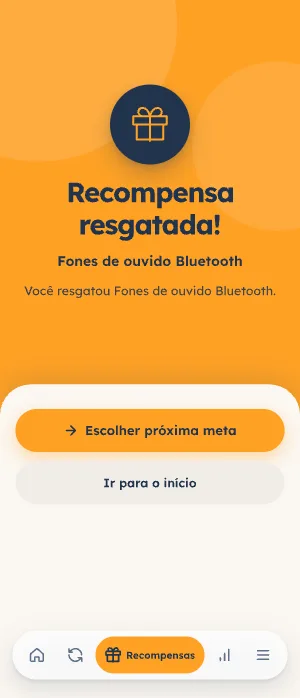 Recompensa
resgatada!
Fones de ouvido Bluetooth
Você resgatou Fones de ouvido Bluetooth.
Escolher próxima meta
Ir para o início
Recompensas